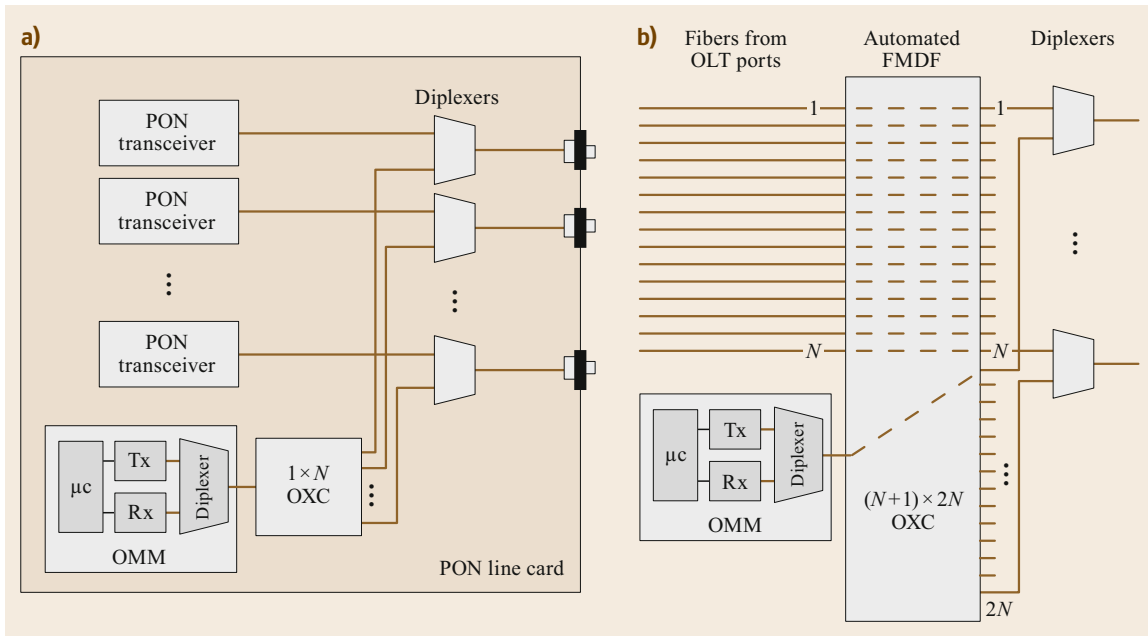 a)
Diplexers
PON
transceiver
PON
transceiver
PON
transceiver
µc
Tx
Rx
Diplexer
OMM
1 × N
OXC
PON line card
b)
Fibers from
OLT ports
Automated
FMDF
Diplexers
1
1
N
N
µc
Tx
Rx
Diplexer
OMM
(N+1) × 2N
OXC
2N